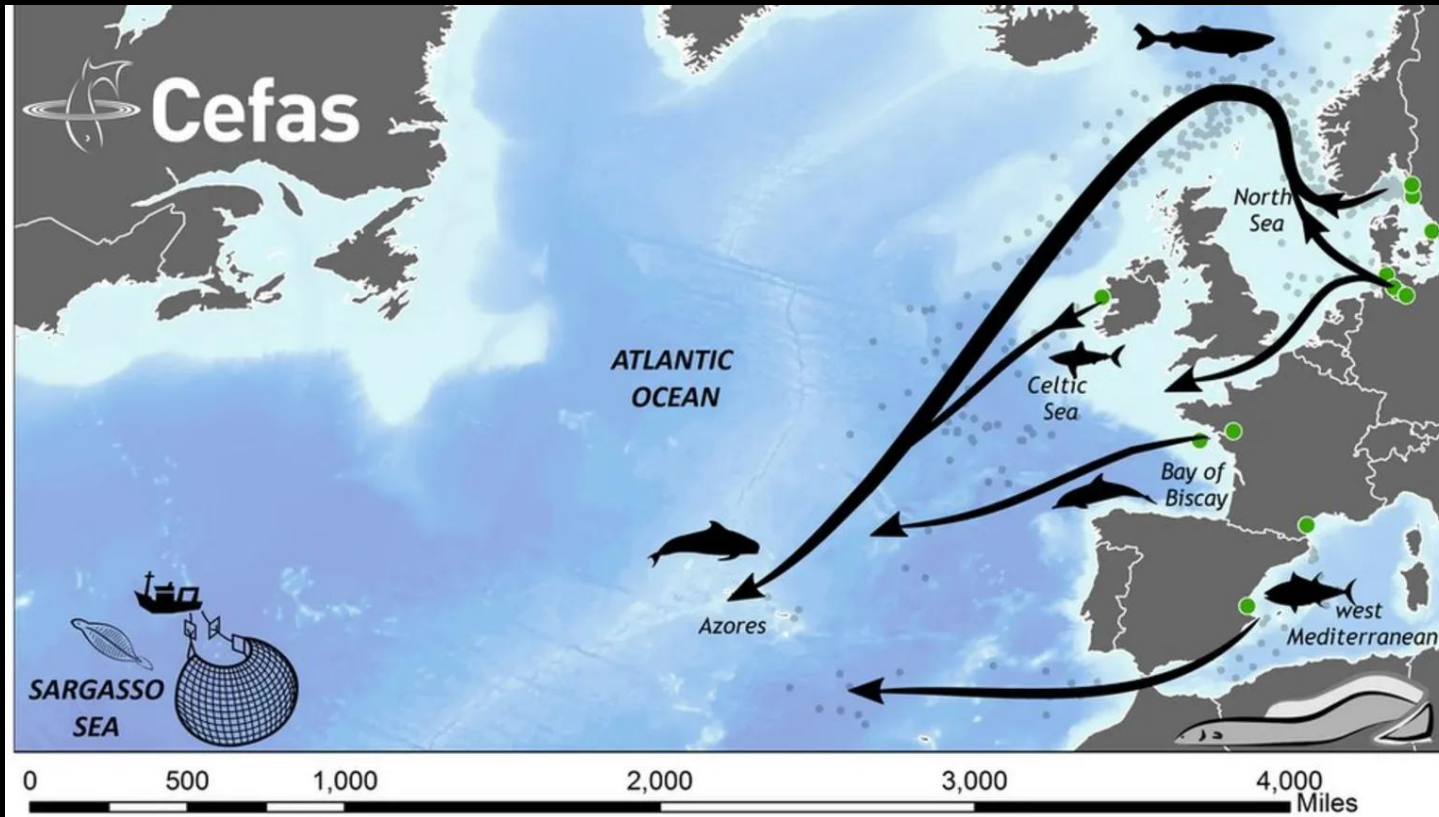 Cefas
North
Sea
ATLANTIC
OCEAN
Celtic
Sea
Bay of
Biscay
Azores
west
Mediterranean
SARGASSO
SEA
0 500 1,000 2,000 3,000 4,000
Miles